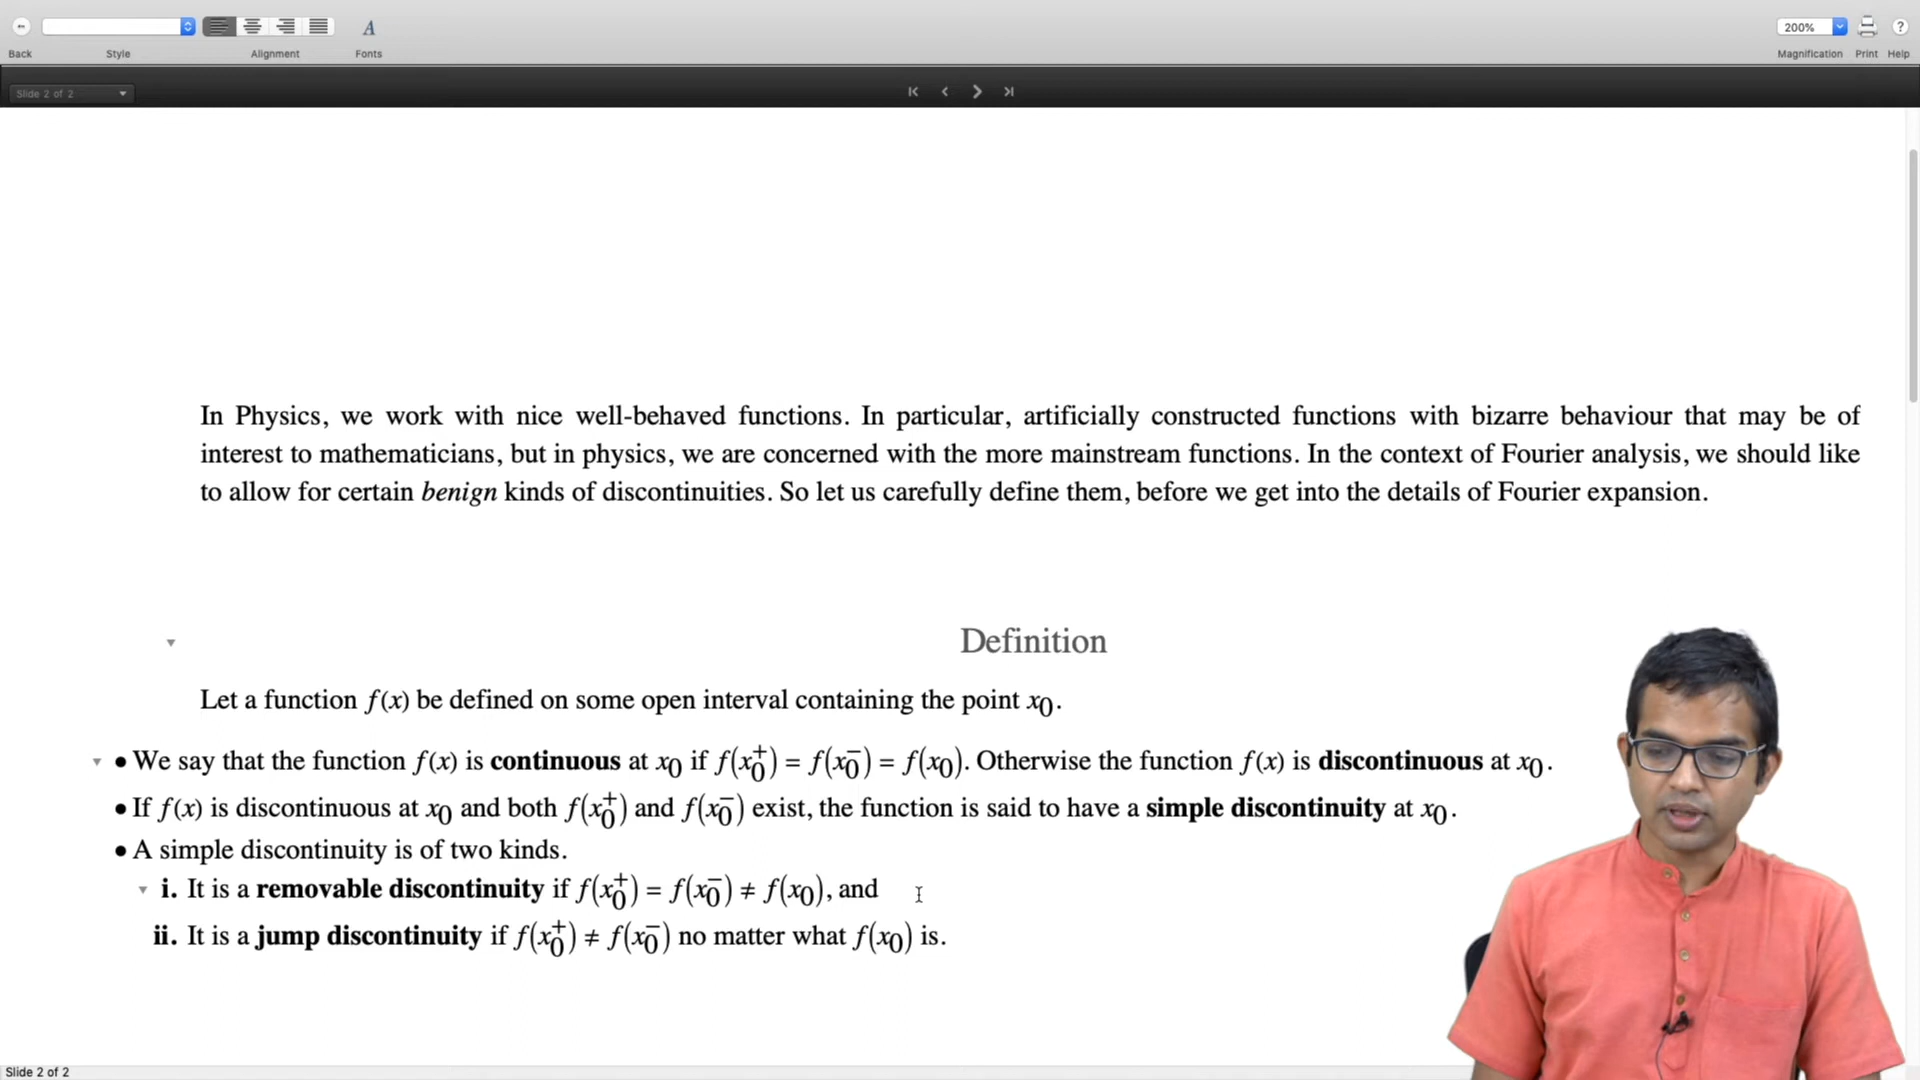 200%
Back Style Alignment Fonts Magnification Print Help
Slide 2 of 2
In Physics, we work with nice well-behaved functions. In particular, artificially constructed functions with bizarre behaviour that may be of
interest to mathematicians, but in physics, we are concerned with the more mainstream functions. In the context of Fourier analysis, we should like
to allow for certain benign kinds of discontinuities. So let us carefully define them, before we get into the details of Fourier expansion.
Definition
Let a function f(x) be defined on some open interval containing the point x₀.
• We say that the function f(x) is continuous at x₀ if f(x₀⁺) = f(x₀⁻) = f(x₀). Otherwise the function f(x) is discontinuous at x₀.
• If f(x) is discontinuous at x₀ and both f(x₀⁺) and f(x₀⁻) exist, the function is said to have a simple discontinuity at x₀.
• A simple discontinuity is of two kinds.
i. It is a removable discontinuity if f(x₀⁺) = f(x₀⁻) ≠ f(x₀), and
ii. It is a jump discontinuity if f(x₀⁺) ≠ f(x₀⁻) no matter what f(x₀) is.
Slide 2 of 2